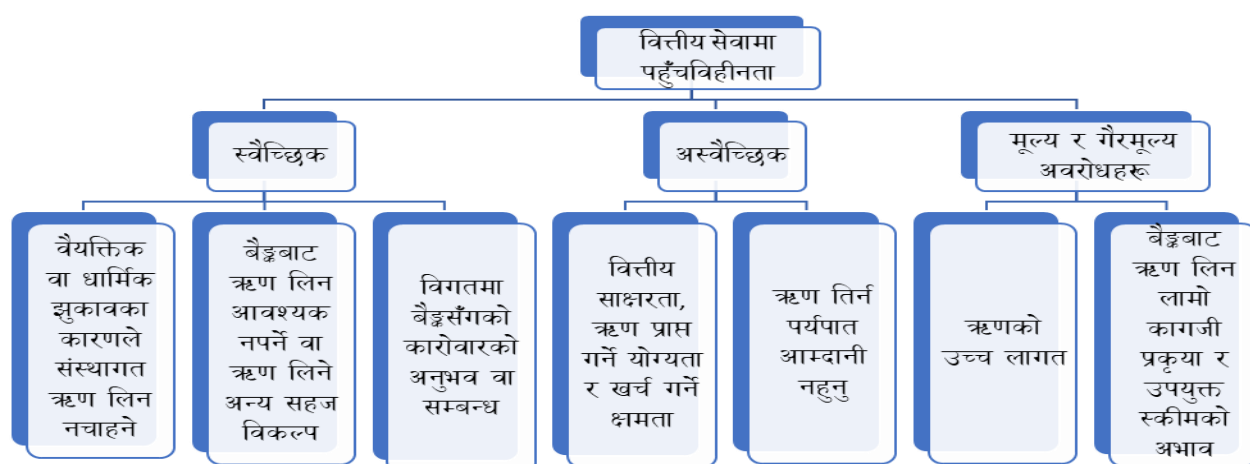 वित्तीय सेवामा
पहुँचविहीनता
स्वैच्छिक
अस्वैच्छिक
मूल्य र गैरमूल्य
अवरोधहरू
वैयक्तिक
वा धार्मिक
झुकावका
कारणले
संस्थागत
ऋण लिन
नचाहने
बैङ्कबाट
ऋण लिन
आवश्यक
नपर्ने वा
ऋण लिने
अन्य सहज
विकल्प
विगतमा
बैङ्कसँगको
कारोवारको
अनुभव वा
सम्बन्ध
वित्तीय
साक्षरता,
ऋण प्राप्त
गर्ने योग्यता
र खर्च गर्ने
क्षमता
ऋण तिर्न
पर्यपात
आम्दानी
नहुनु
ऋणको
उच्च लागत
बैङ्कबाट
ऋण लिन
लामो
कागजी
प्रकृया र
उपयुक्त
स्कीमको
अभाव